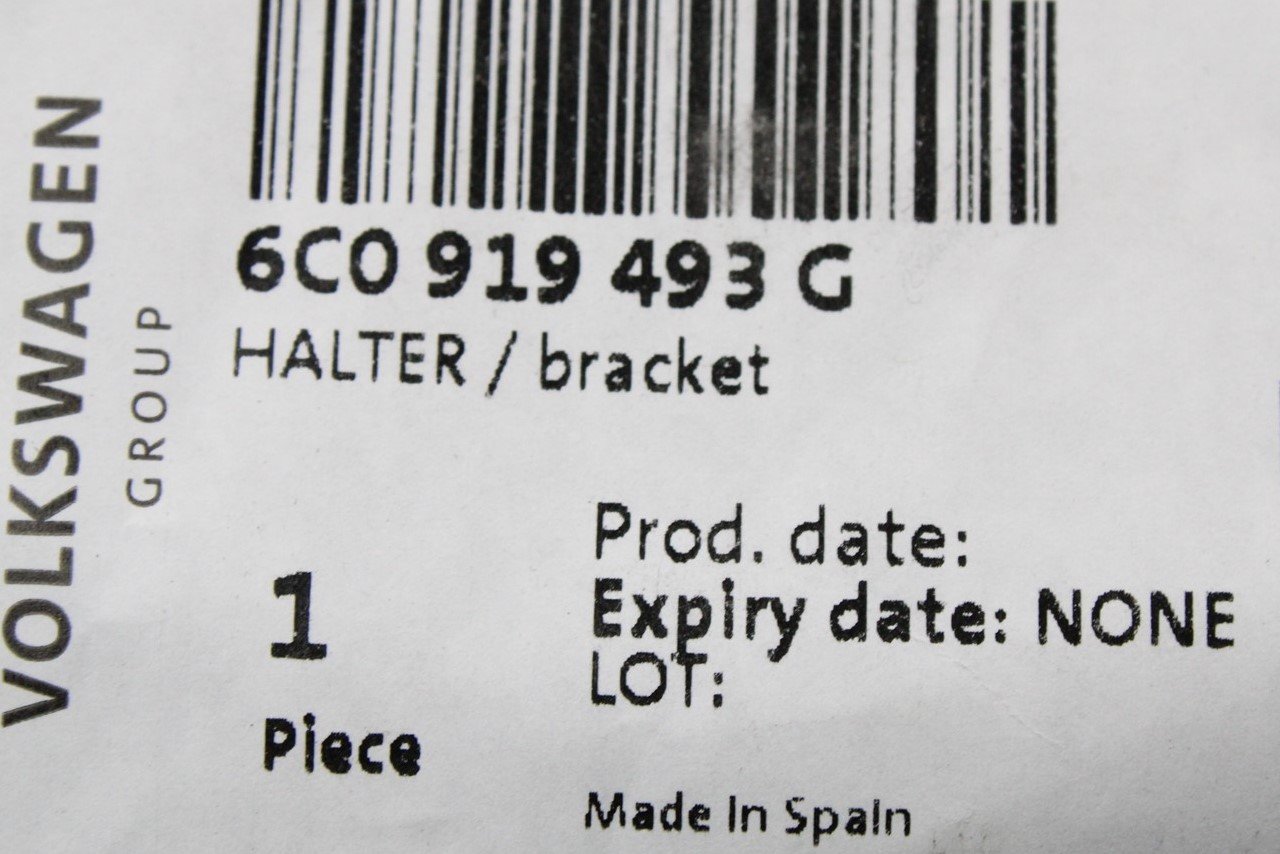 VOLKSWAGEN
GROUP
6C0 919 493 G
HALTER / bracket
1
Piece
Prod. date:
Expiry date: NONE
LOT:
Made In Spain